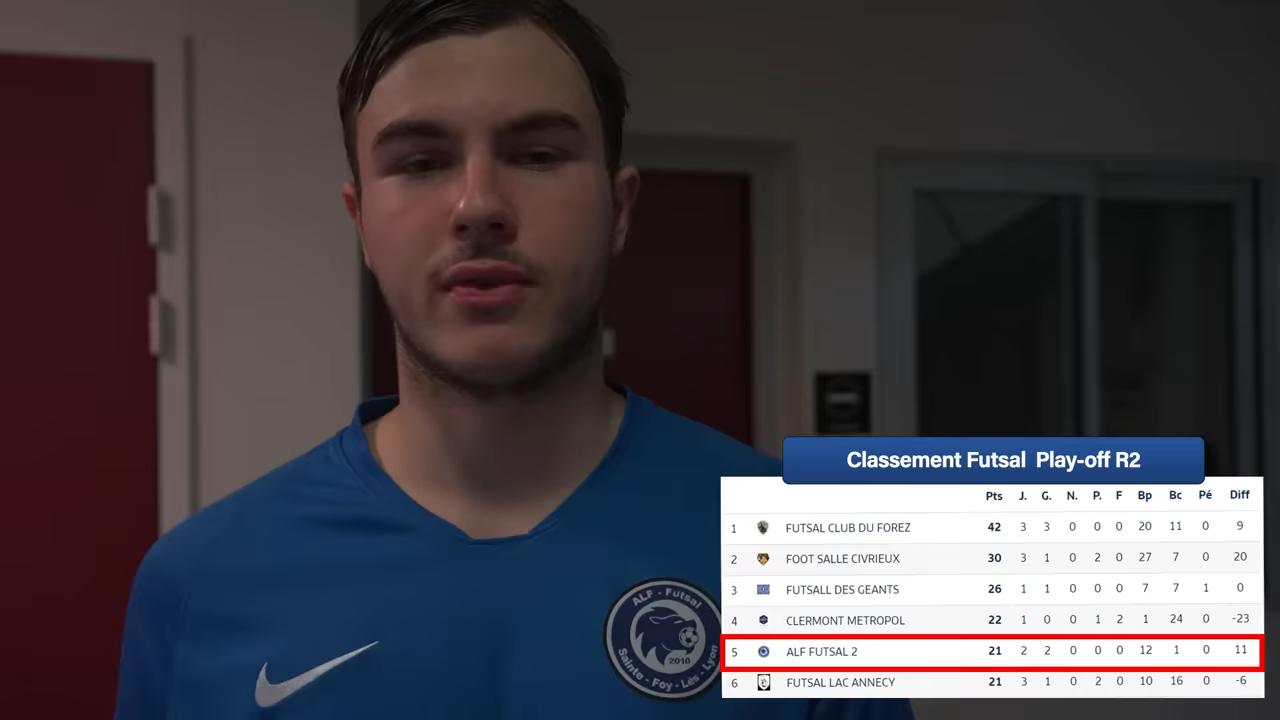 ALF - Futsal
Sainte - Foy - Lès - Lyon
2010
Classement Futsal Play-off R2
Pts J. G. N. P. F Bp Bc Pé Diff
1 FUTSAL CLUB DU FOREZ 42 3 3 0 0 0 20 11 0 9
2 FOOT SALLE CIVRIEUX 30 3 1 0 2 0 27 7 0 20
3 FUTSALL DES GEANTS 26 1 1 0 0 0 7 7 1 0
4 CLERMONT METROPOL 22 1 0 0 1 2 1 24 0 -23
5 ALF FUTSAL 2 21 2 2 0 0 0 12 1 0 11
6 FUTSAL LAC ANNECY 21 3 1 0 2 0 10 16 0 -6